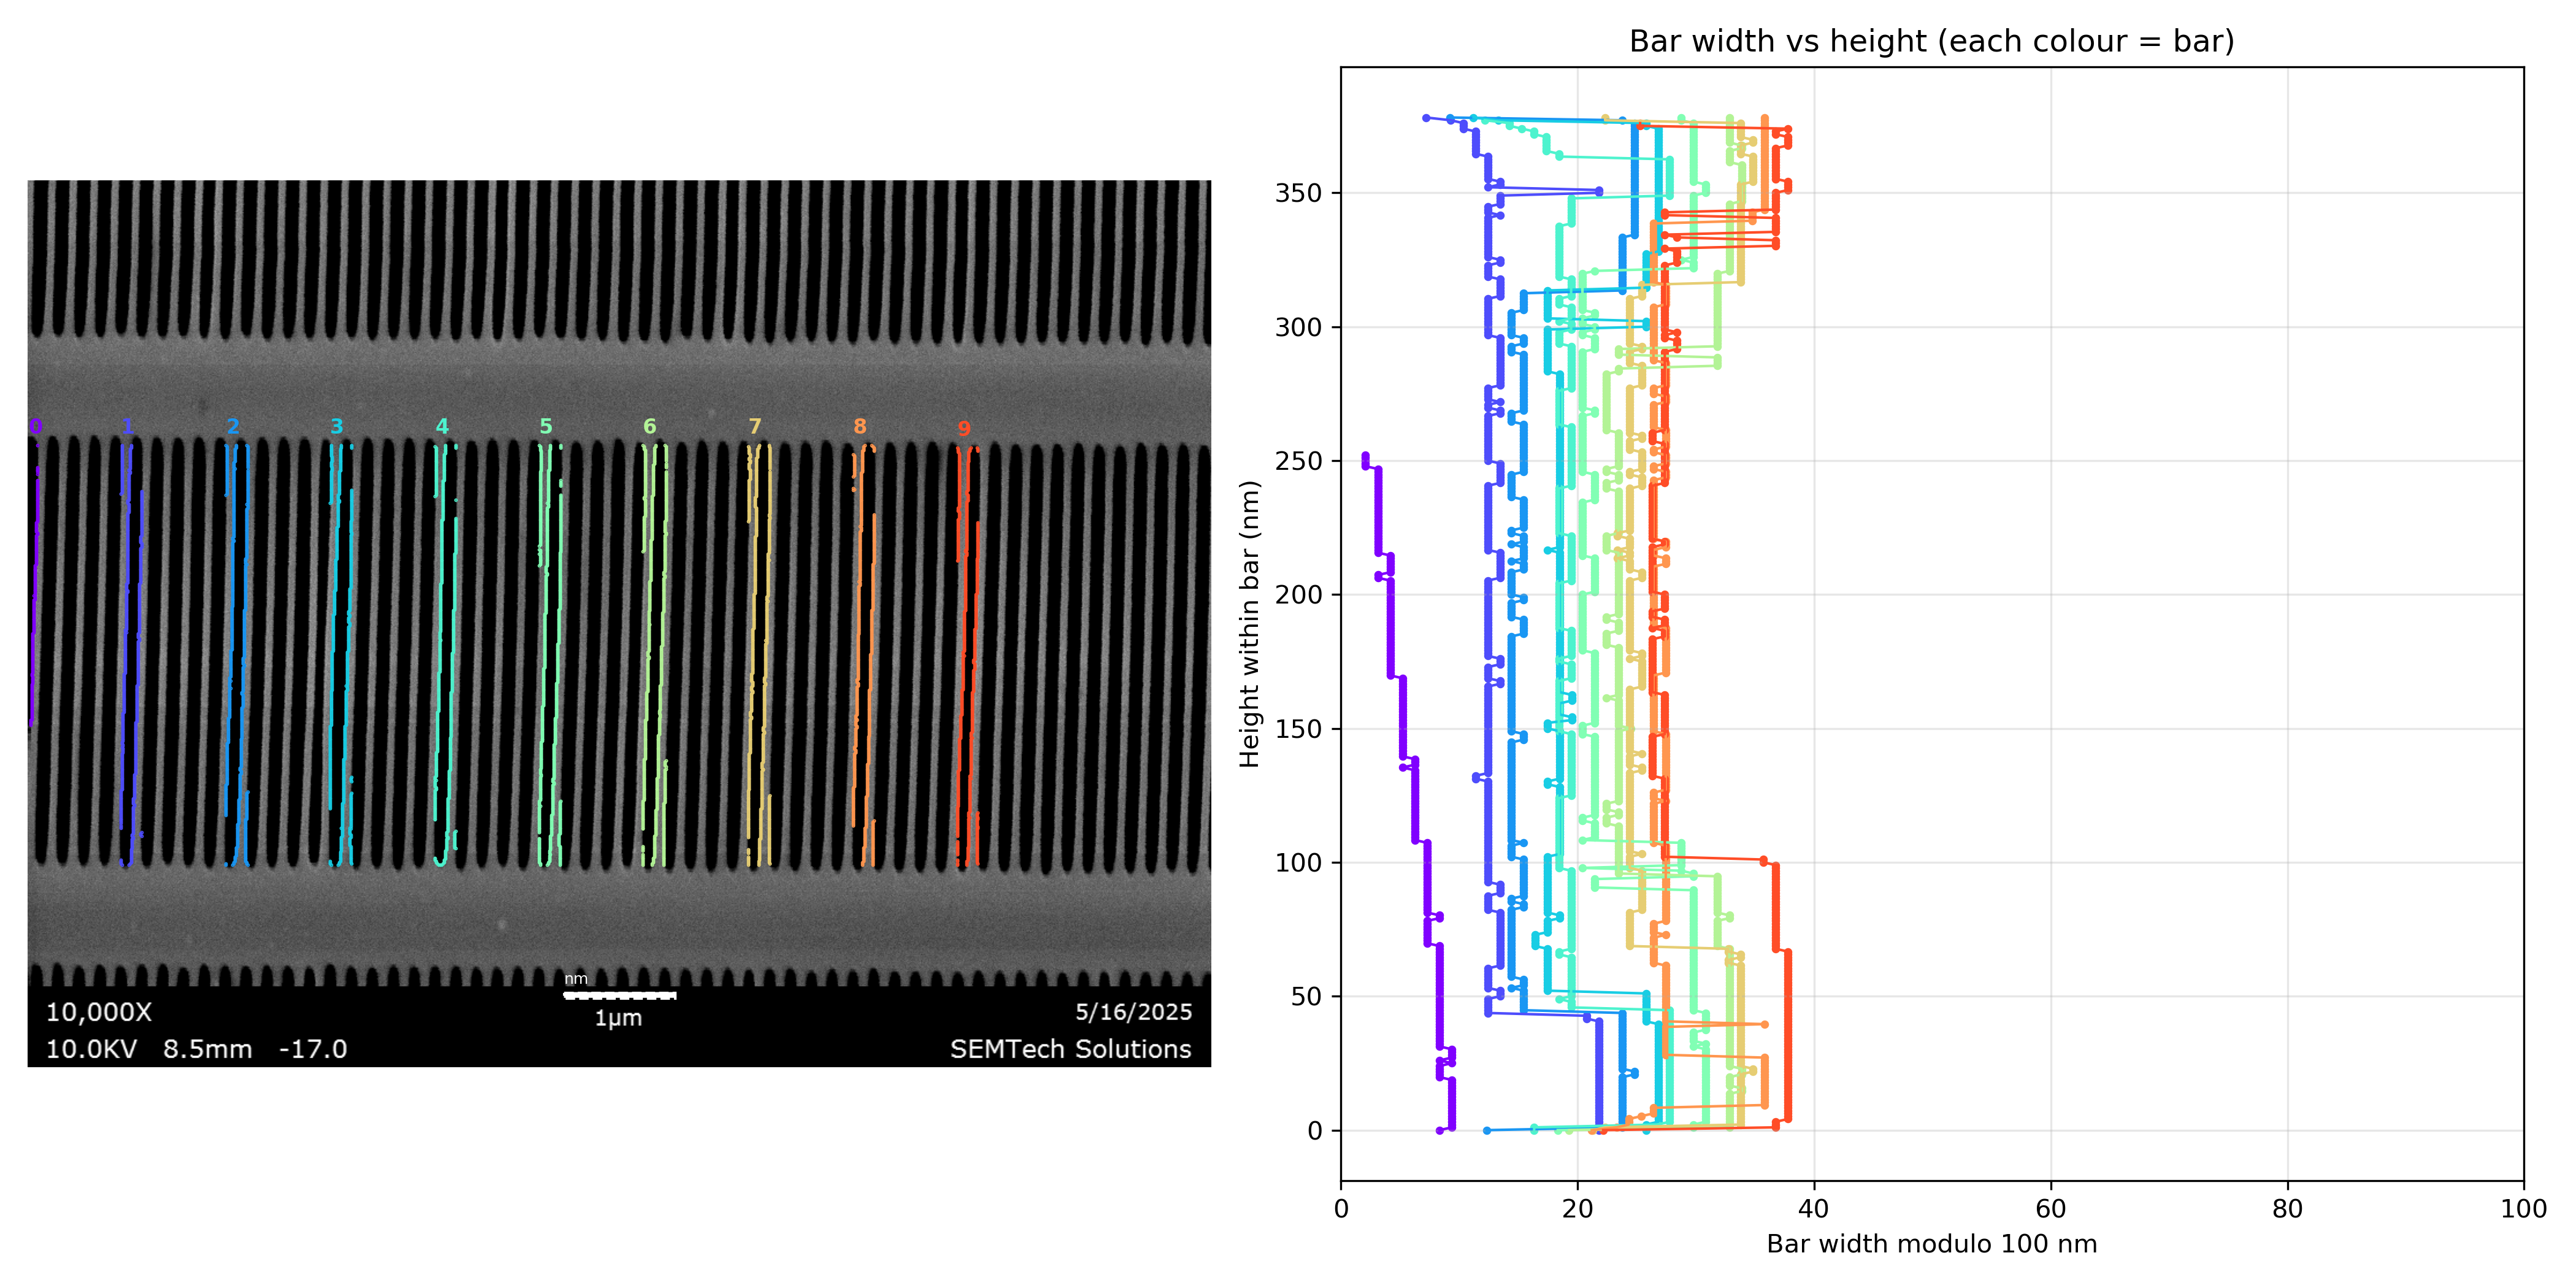 Bar width vs height (each colour = bar)
0 1 2 3 4 5 6 7 8 9
nm
1µm
10,000X
5/16/2025
10.0KV 8.5mm -17.0
SEMTech Solutions
Height within bar (nm)
350
300
250
200
150
100
50
0
0 20 40 60 80 100
Bar width modulo 100 nm